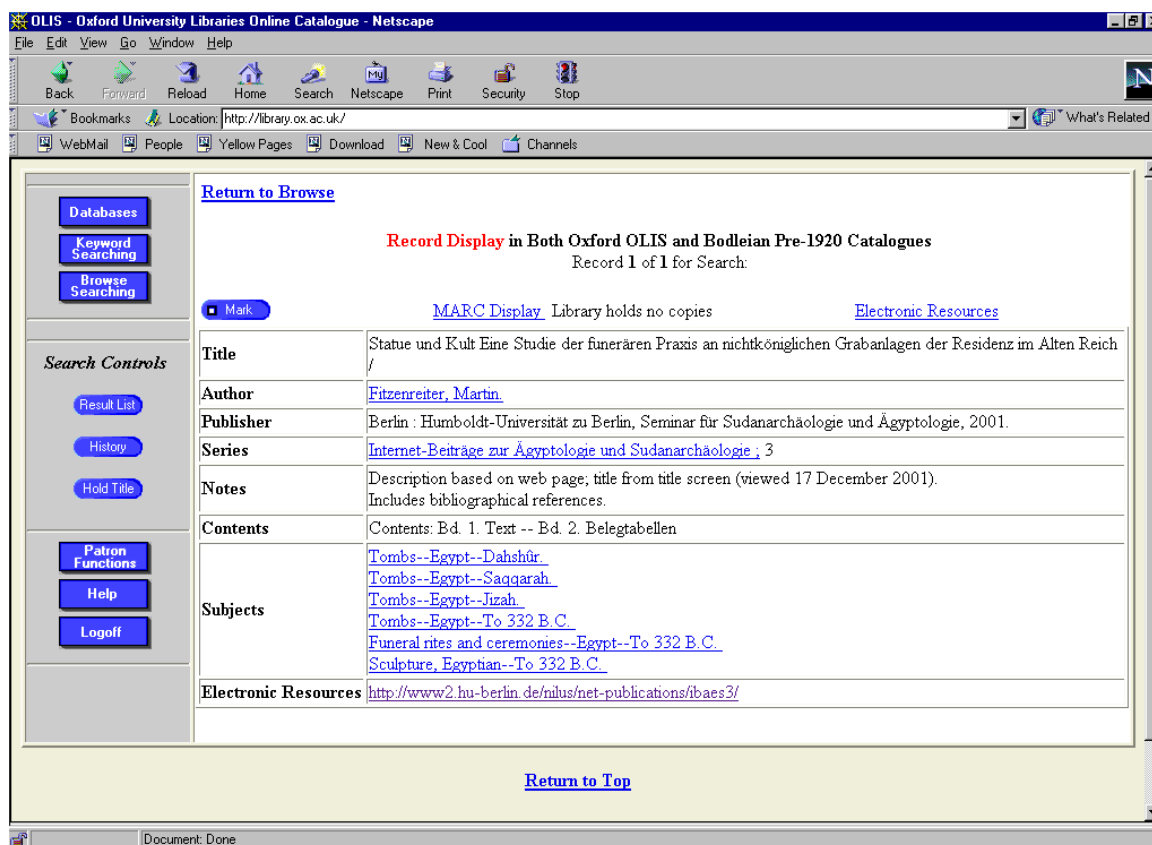 OLIS - Oxford University Libraries Online Catalogue - Netscape
File Edit View Go Window Help
Back Forward Reload Home Search Netscape Print Security Stop
Bookmarks Location: http://library.ox.ac.uk/ What's Related
WebMail People Yellow Pages Download New & Cool Channels
Databases
Keyword
Searching
Browse
Searching
Search Controls
Result List
History
Hold Title
Patron
Functions
Help
Logoff
Return to Browse
Record Display in Both Oxford OLIS and Bodleian Pre-1920 Catalogues
Record 1 of 1 for Search:
Mark MARC Display Library holds no copies Electronic Resources
Title Statue und Kult Eine Studie der funerären Praxis an nichtköniglichen Grabanlagen der Residenz im Alten Reich
/
Author Fitzenreiter, Martin.
Publisher Berlin : Humboldt-Universität zu Berlin, Seminar für Sudanarchäologie und Ägyptologie, 2001.
Series Internet-Beiträge zur Ägyptologie und Sudanarchäologie ; 3
Notes Description based on web page; title from title screen (viewed 17 December 2001).
Includes bibliographical references.
Contents Contents: Bd. 1. Text -- Bd. 2. Belegtabellen
Subjects Tombs--Egypt--Dahshûr.
Tombs--Egypt--Saqqarah.
Tombs--Egypt--Jizah.
Tombs--Egypt--To 332 B.C.
Funeral rites and ceremonies--Egypt--To 332 B.C.
Sculpture, Egyptian--To 332 B.C.
Electronic Resources http://www2.hu-berlin.de/nilus/net-publications/ibaes3/
Return to Top
Document: Done